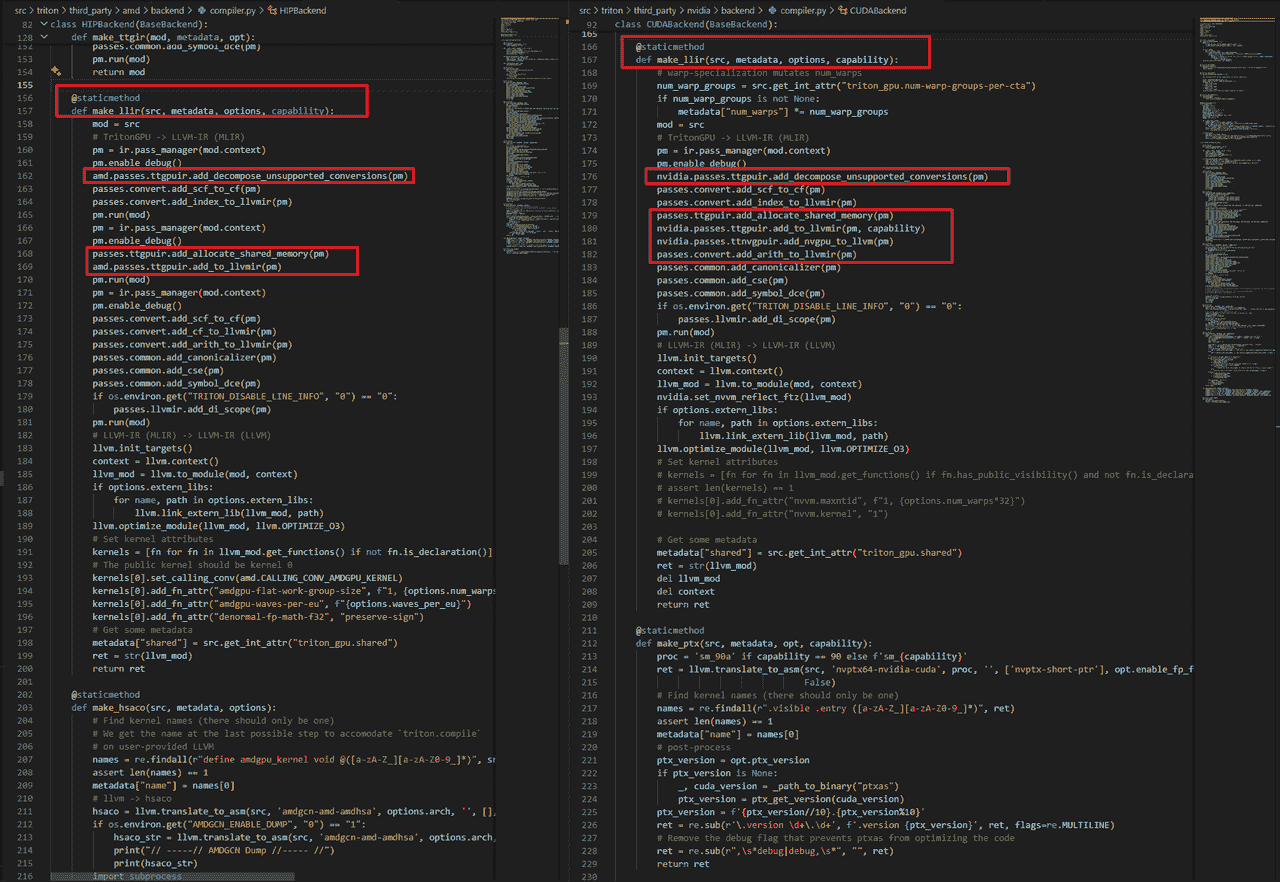 src > triton > third_party > amd > backend > compiler.py > HIPBackend
82 class HIPBackend(BaseBackend):
128 def make_ttgir(mod, metadata, opt):
152 passes.common.add_symbol_dce(pm)
153 pm.run(mod)
154 return mod
155
156 @staticmethod
157 def make_llir(src, metadata, options, capability):
158 mod = src
159 # TritonGPU -> LLVM-IR (MLIR)
160 pm = ir.pass_manager(mod.context)
161 pm.enable_debug()
162 amd.passes.ttgpuir.add_decompose_unsupported_conversions(pm)
163 passes.convert.add_scf_to_cf(pm)
164 passes.convert.add_index_to_llvmir(pm)
165 pm.run(mod)
166 pm = ir.pass_manager(mod.context)
167 pm.enable_debug()
168 passes.ttgpuir.add_allocate_shared_memory(pm)
169 amd.passes.ttgpuir.add_to_llvmir(pm)
170 pm.run(mod)
171 pm = ir.pass_manager(mod.context)
172 pm.enable_debug()
173 passes.convert.add_scf_to_cf(pm)
174 passes.convert.add_cf_to_llvmir(pm)
175 passes.convert.add_arith_to_llvmir(pm)
176 passes.common.add_canonicalizer(pm)
177 passes.common.add_cse(pm)
178 passes.common.add_symbol_dce(pm)
179 if os.environ.get("TRITON_DISABLE_LINE_INFO", "0") == "0":
180 passes.llvmir.add_di_scope(pm)
181 pm.run(mod)
182 # LLVM-IR (MLIR) -> LLVM-IR (LLVM)
183 llvm.init_targets()
184 context = llvm.context()
185 llvm_mod = llvm.to_module(mod, context)
186 if options.extern_libs:
187 for name, path in options.extern_libs:
188 llvm.link_extern_lib(llvm_mod, path)
189 llvm.optimize_module(llvm_mod, llvm.OPTIMIZE_O3)
190 # Set kernel attributes
191 kernels = [fn for fn in llvm_mod.get_functions() if not fn.is_declaration()]
192 # The public kernel should be kernel 0
193 kernels[0].set_calling_conv(amd.CALLING_CONV_AMDGPU_KERNEL)
194 kernels[0].add_fn_attr("amdgpu-flat-work-group-size", f"1, {options.num_warps
195 kernels[0].add_fn_attr("amdgpu-waves-per-eu", f"{options.waves_per_eu}")
196 kernels[0].add_fn_attr("denormal-fp-math-f32", "preserve-sign")
197 # Get some metadata
198 metadata["shared"] = src.get_int_attr("triton_gpu.shared")
199 ret = str(llvm_mod)
200 return ret
201
202 @staticmethod
203 def make_hsaco(src, metadata, options):
204 # Find kernel names (there should only be one)
205 # We get the name at the last possible step to accomodate `triton.compile`
206 # on user-provided LLVM
207 names = re.findall(r"define amdgpu_kernel void @([a-zA-Z_][a-zA-Z0-9_]*)", sr
208 assert len(names) == 1
209 metadata["name"] = names[0]
210 # llvm -> hsaco
211 hsaco = llvm.translate_to_asm(src, 'amdgcn-amd-amdhsa', options.arch, '', [],
212 if os.environ.get("AMDGCN_ENABLE_DUMP", "0") == "1":
213 hsaco_str = llvm.translate_to_asm(src, 'amdgcn-amd-amdhsa', options.arch,
214 print("// -----// AMDGCN Dump //----- //")
215 print(hsaco_str)
216 import subprocess
src > triton > third_party > nvidia > backend > compiler.py > CUDABackend
92 class CUDABackend(BaseBackend):
165
166 @staticmethod
167 def make_llir(src, metadata, options, capability):
168 # warp-specialization mutates num_warps
169 num_warp_groups = src.get_int_attr("triton_gpu.num-warp-groups-per-cta")
170 if num_warp_groups is not None:
171 metadata["num_warps"] *= num_warp_groups
172 mod = src
173 # TritonGPU -> LLVM-IR (MLIR)
174 pm = ir.pass_manager(mod.context)
175 pm.enable_debug()
176 nvidia.passes.ttgpuir.add_decompose_unsupported_conversions(pm)
177 passes.convert.add_scf_to_cf(pm)
178 passes.convert.add_index_to_llvmir(pm)
179 passes.ttgpuir.add_allocate_shared_memory(pm)
180 nvidia.passes.ttgpuir.add_to_llvmir(pm, capability)
181 nvidia.passes.ttnvgpuir.add_nvgpu_to_llvm(pm)
182 passes.convert.add_arith_to_llvmir(pm)
183 passes.common.add_canonicalizer(pm)
184 passes.common.add_cse(pm)
185 passes.common.add_symbol_dce(pm)
186 if os.environ.get("TRITON_DISABLE_LINE_INFO", "0") == "0":
187 passes.llvmir.add_di_scope(pm)
188 pm.run(mod)
189 # LLVM-IR (MLIR) -> LLVM-IR (LLVM)
190 llvm.init_targets()
191 context = llvm.context()
192 llvm_mod = llvm.to_module(mod, context)
193 nvidia.set_nvvm_reflect_ftz(llvm_mod)
194 if options.extern_libs:
195 for name, path in options.extern_libs:
196 llvm.link_extern_lib(llvm_mod, path)
197 llvm.optimize_module(llvm_mod, llvm.OPTIMIZE_O3)
198 # Set kernel attributes
199 # kernels = [fn for fn in llvm_mod.get_functions() if fn.has_public_visibility() and not fn.is_declara
200 # assert len(kernels) == 1
201 # kernels[0].add_fn_attr("nvvm.maxntid", f"1, {options.num_warps*32}")
202 # kernels[0].add_fn_attr("nvvm.kernel", "1")
203
204 # Get some metadata
205 metadata["shared"] = src.get_int_attr("triton_gpu.shared")
206 ret = str(llvm_mod)
207 del llvm_mod
208 del context
209 return ret
210
211 @staticmethod
212 def make_ptx(src, metadata, opt, capability):
213 proc = 'sm_90a' if capability == 90 else f'sm_{capability}'
214 ret = llvm.translate_to_asm(src, 'nvptx64-nvidia-cuda', proc, '', ['nvptx-short-ptr'], opt.enable_fp_f
215 False)
216 # Find kernel names (there should only be one)
217 names = re.findall(r".visible .entry ([a-zA-Z_][a-zA-Z0-9_]*)", ret)
218 assert len(names) == 1
219 metadata["name"] = names[0]
220 # post-process
221 ptx_version = opt.ptx_version
222 if ptx_version is None:
223 _, cuda_version = _path_to_binary("ptxas")
224 ptx_version = ptx_get_version(cuda_version)
225 ptx_version = f'{ptx_version//10}.{ptx_version%10}'
226 ret = re.sub(r'\.version \d+\.\d+', f'.version {ptx_version}', ret, flags=re.MULTILINE)
227 # Remove the debug flag that prevents ptxas from optimizing the code
228 ret = re.sub(r",\s*debug|debug,\s*", "", ret)
229 return ret
230